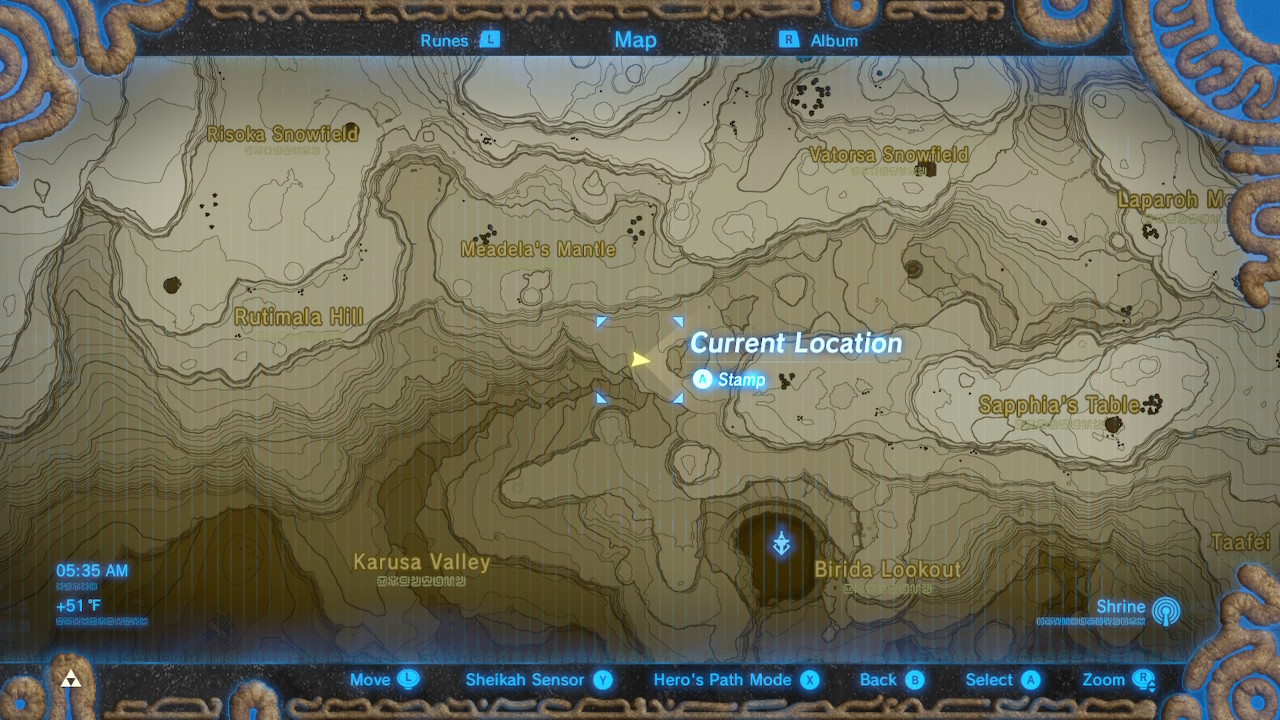 Runes L
Map
R Album
Risoka Snowfield
Vatorsa Snowfield
Laparoh Me
Meadela's Mantle
Rutimala Hill
Current Location
A Stamp
Sapphia's Table
Karusa Valley
Birida Lookout
Taafei
05:35 AM
+51 °F
Shrine
Move L
Sheikah Sensor Y
Hero's Path Mode X
Back B
Select A
Zoom R